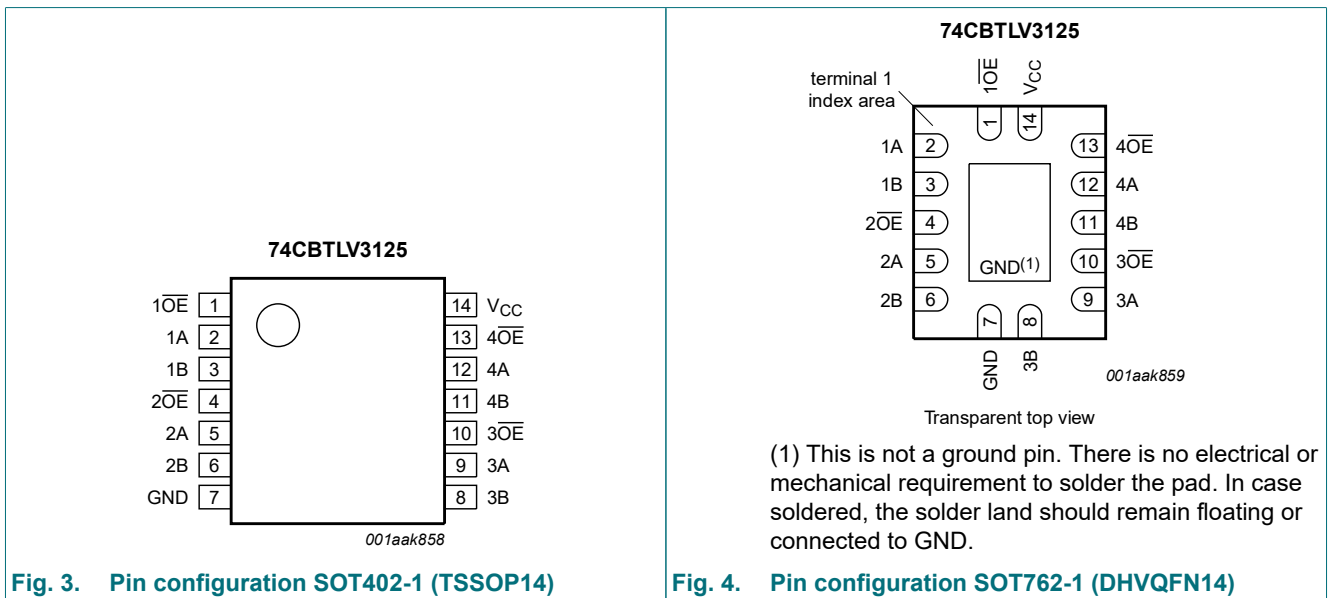 74CBTLV3125
1OE 1
1A 2
1B 3
2OE 4
2A 5
2B 6
GND 7
14 VCC
13 4OE
12 4A
11 4B
10 3OE
9 3A
8 3B
001aak858
Fig. 3. Pin configuration SOT402-1 (TSSOP14)
74CBTLV3125
terminal 1
index area
1OE
VCC
1
14
1A 2
1B 3
2OE 4
2A 5
2B 6
13 4OE
12 4A
11 4B
10 3OE
9 3A
GND(1)
7
8
GND
3B
001aak859
Transparent top view
(1) This is not a ground pin. There is no electrical or
mechanical requirement to solder the pad. In case
soldered, the solder land should remain floating or
connected to GND.
Fig. 4. Pin configuration SOT762-1 (DHVQFN14)